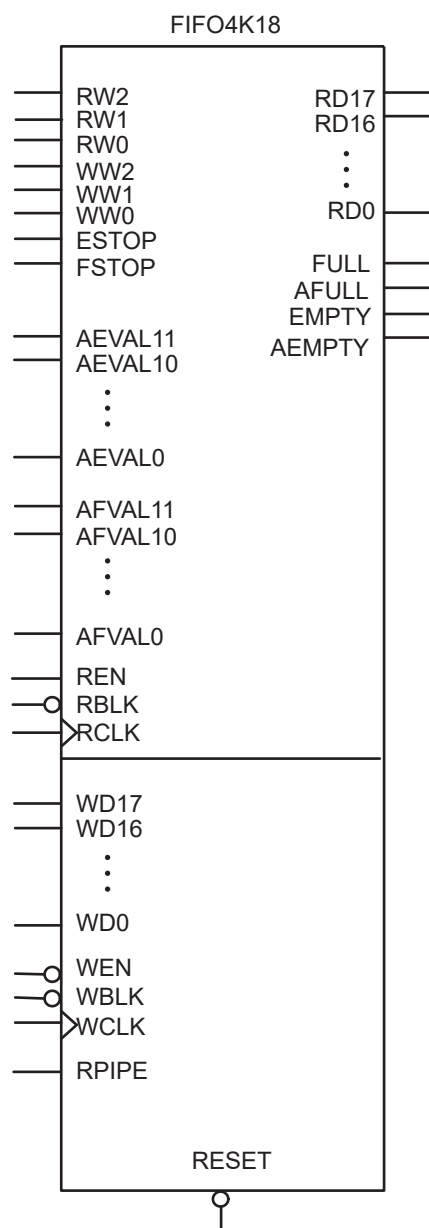 FIFO4K18
RW2
RW1
RW0
WW2
WW1
WW0
ESTOP
FSTOP
AEVAL11
AEVAL10
AEVAL0
AFVAL11
AFVAL10
AFVAL0
REN
RBLK
RCLK
RD17
RD16
RD0
FULL
AFULL
EMPTY
AEMPTY
WD17
WD16
WD0
WEN
WBLK
WCLK
RPIPE
RESET